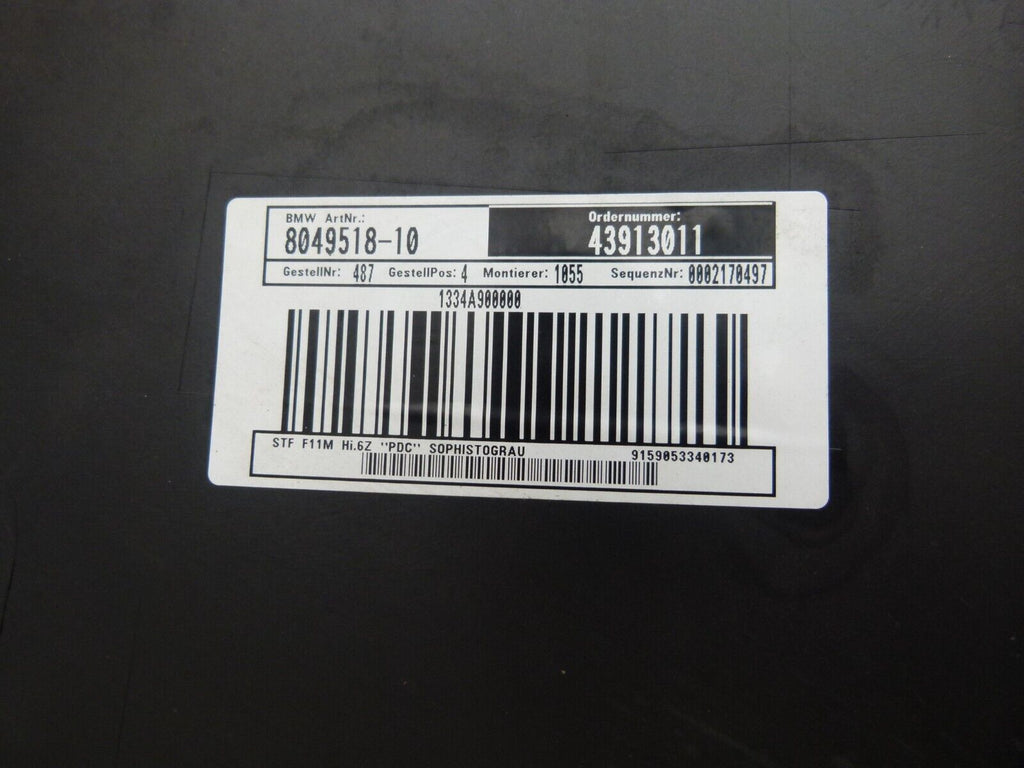 BMW ArtNr.:
8049518-10
Ordernummer:
43913011
GestellNr: 487 GestellPos: 4 Montierer: 1055 SequenzNr: 0002170497
1334A900000
STF F11M Hi.6Z "PDC" SOPHISTOGRAU
9159053340173